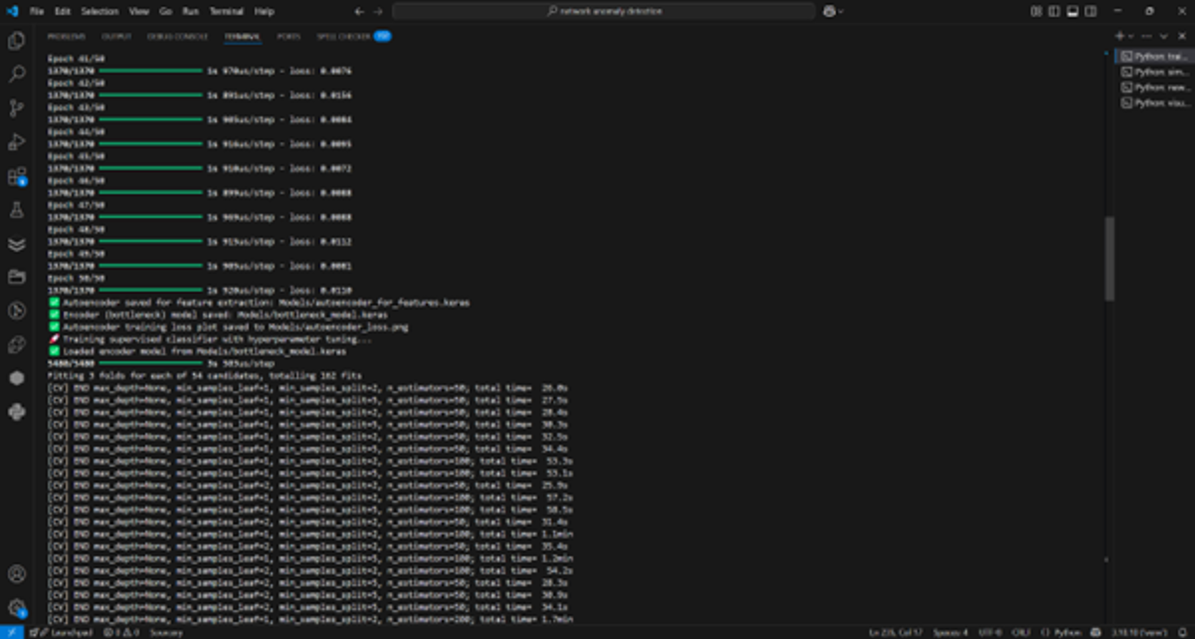 File Edit Selection View Go Run Terminal Help
network anomaly detection
PROBLEMS OUTPUT DEBUG CONSOLE TERMINAL PORTS SPELL CHECKER
Python: trai...
Python: sim...
Python: new...
Python: visu...
Epoch 41/50
1370/1370 1s 970us/step - loss: 0.0076
Epoch 42/50
1370/1370 1s 891us/step - loss: 0.0156
Epoch 43/50
1370/1370 1s 905us/step - loss: 0.0084
Epoch 44/50
1370/1370 1s 916us/step - loss: 0.0095
Epoch 45/50
1370/1370 1s 910us/step - loss: 0.0072
Epoch 46/50
1370/1370 1s 899us/step - loss: 0.0088
Epoch 47/50
1370/1370 1s 969us/step - loss: 0.0088
Epoch 48/50
1370/1370 1s 915us/step - loss: 0.0112
Epoch 49/50
1370/1370 1s 905us/step - loss: 0.0081
Epoch 50/50
1370/1370 1s 920us/step - loss: 0.0110
Autoencoder saved for feature extraction: Models/autoencoder_for_features.keras
Encoder (bottleneck) model saved: Models/bottleneck_model.keras
Autoencoder training loss plot saved to Models/autoencoder_loss.png
Training supervised classifier with hyperparameter tuning...
Loaded encoder model from Models/bottleneck_model.keras
5480/5480 3s 503us/step
Fitting 3 folds for each of 54 candidates, totalling 162 fits
[CV] END max_depth=None, min_samples_leaf=1, min_samples_split=2, n_estimators=50; total time= 26.0s
[CV] END max_depth=None, min_samples_leaf=1, min_samples_split=2, n_estimators=50; total time= 27.5s
[CV] END max_depth=None, min_samples_leaf=1, min_samples_split=5, n_estimators=50; total time= 28.4s
[CV] END max_depth=None, min_samples_leaf=1, min_samples_split=5, n_estimators=50; total time= 30.3s
[CV] END max_depth=None, min_samples_leaf=1, min_samples_split=2, n_estimators=50; total time= 32.5s
[CV] END max_depth=None, min_samples_leaf=1, min_samples_split=5, n_estimators=50; total time= 34.4s
[CV] END max_depth=None, min_samples_leaf=1, min_samples_split=2, n_estimators=100; total time= 53.3s
[CV] END max_depth=None, min_samples_leaf=1, min_samples_split=5, n_estimators=100; total time= 53.1s
[CV] END max_depth=None, min_samples_leaf=2, min_samples_split=2, n_estimators=50; total time= 25.9s
[CV] END max_depth=None, min_samples_leaf=1, min_samples_split=2, n_estimators=100; total time= 57.2s
[CV] END max_depth=None, min_samples_leaf=1, min_samples_split=5, n_estimators=100; total time= 58.5s
[CV] END max_depth=None, min_samples_leaf=2, min_samples_split=2, n_estimators=50; total time= 31.4s
[CV] END max_depth=None, min_samples_leaf=1, min_samples_split=2, n_estimators=100; total time= 1.1min
[CV] END max_depth=None, min_samples_leaf=2, min_samples_split=2, n_estimators=50; total time= 35.4s
[CV] END max_depth=None, min_samples_leaf=1, min_samples_split=5, n_estimators=100; total time= 1.2min
[CV] END max_depth=None, min_samples_leaf=2, min_samples_split=2, n_estimators=100; total time= 54.2s
[CV] END max_depth=None, min_samples_leaf=2, min_samples_split=5, n_estimators=50; total time= 28.3s
[CV] END max_depth=None, min_samples_leaf=2, min_samples_split=5, n_estimators=50; total time= 30.9s
[CV] END max_depth=None, min_samples_leaf=2, min_samples_split=5, n_estimators=50; total time= 34.1s
[CV] END max_depth=None, min_samples_leaf=1, min_samples_split=2, n_estimators=200; total time= 1.7min
Launchpad 0 0 0 Sourcery Ln 235, Col 17 Spaces: 4 UTF-8 CRLF Python